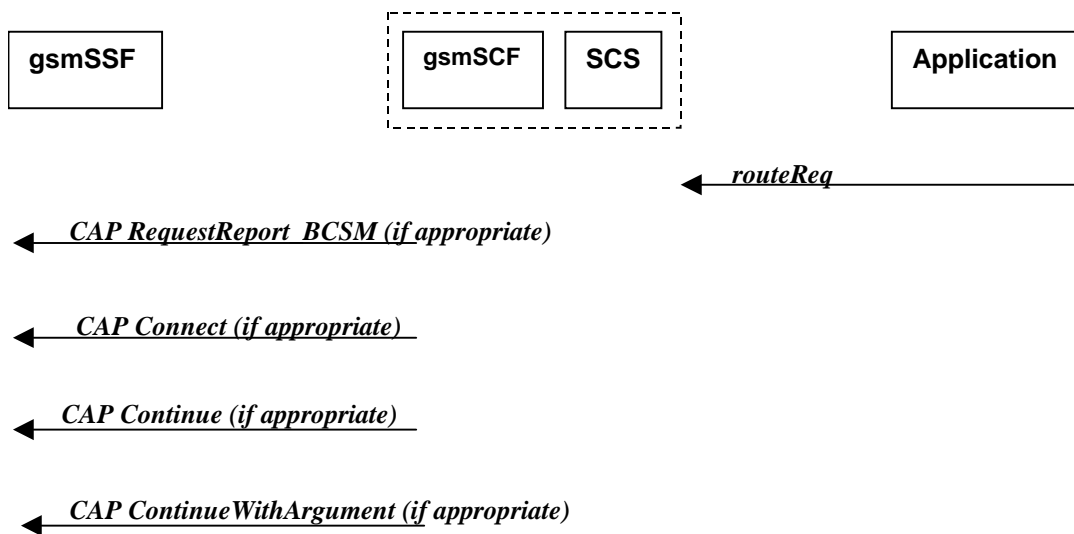 gsmSSF
gsmSCF
SCS
Application
routeReq
CAP RequestReport BCSM (if appropriate)
CAP Connect (if appropriate)
CAP Continue (if appropriate)
CAP ContinueWithArgument (if appropriate)